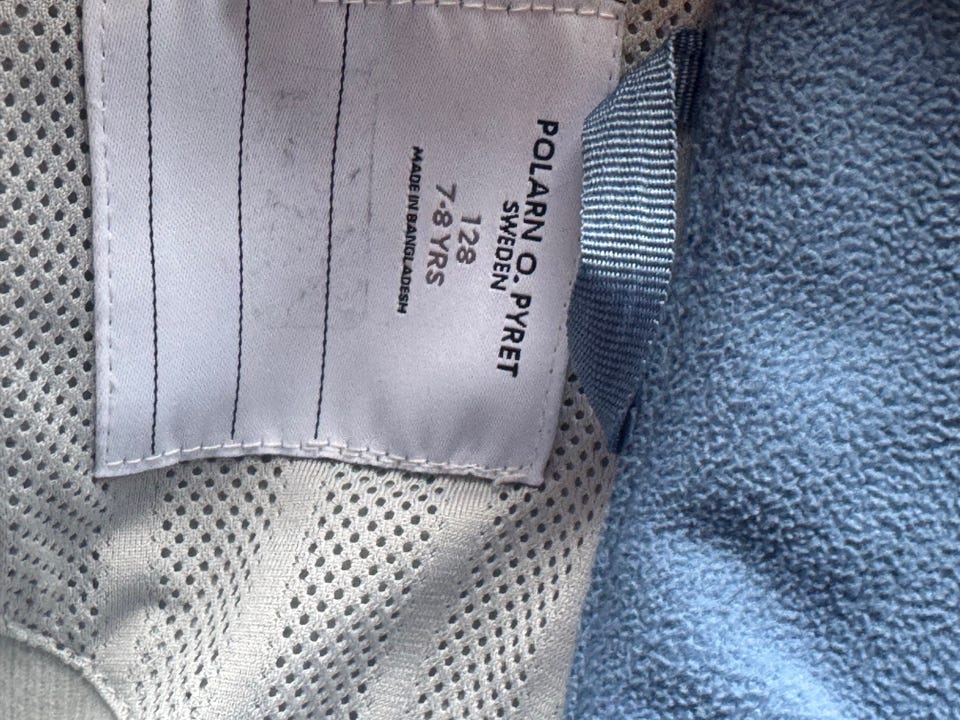 POLARN O. PYRET
SWEDEN
128
7-8 YRS
MADE IN BANGLADESH